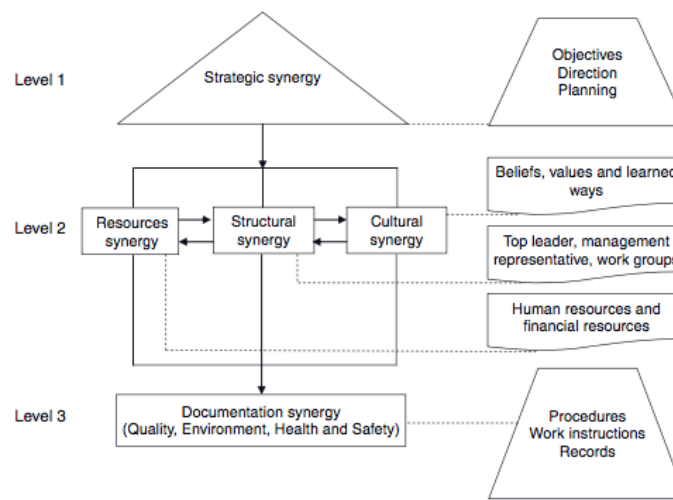 Level 1
Strategic synergy
Objectives
Direction
Planning
Beliefs, values and learned
ways
Level 2
Resources
synergy
Structural
synergy
Cultural
synergy
Top leader, management
representative, work groups
Human resources and
financial resources
Level 3
Documentation synergy
(Quality, Environment, Health and Safety)
Procedures
Work instructions
Records